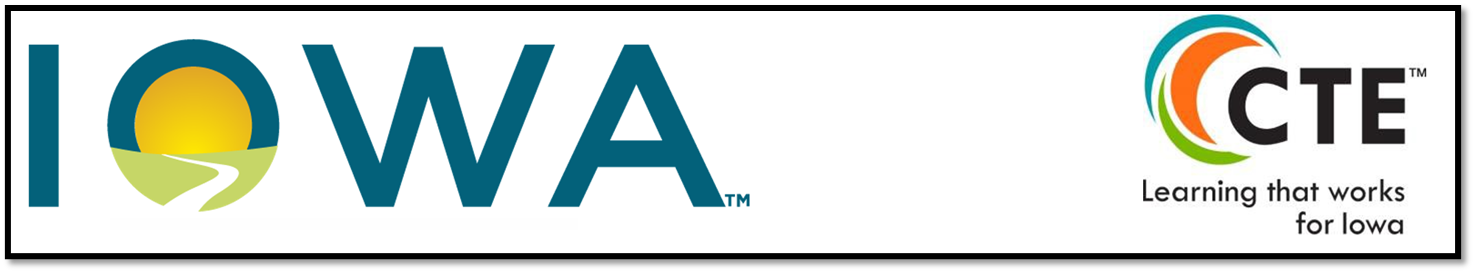 IOWA™
CTE™
Learning that works
for Iowa